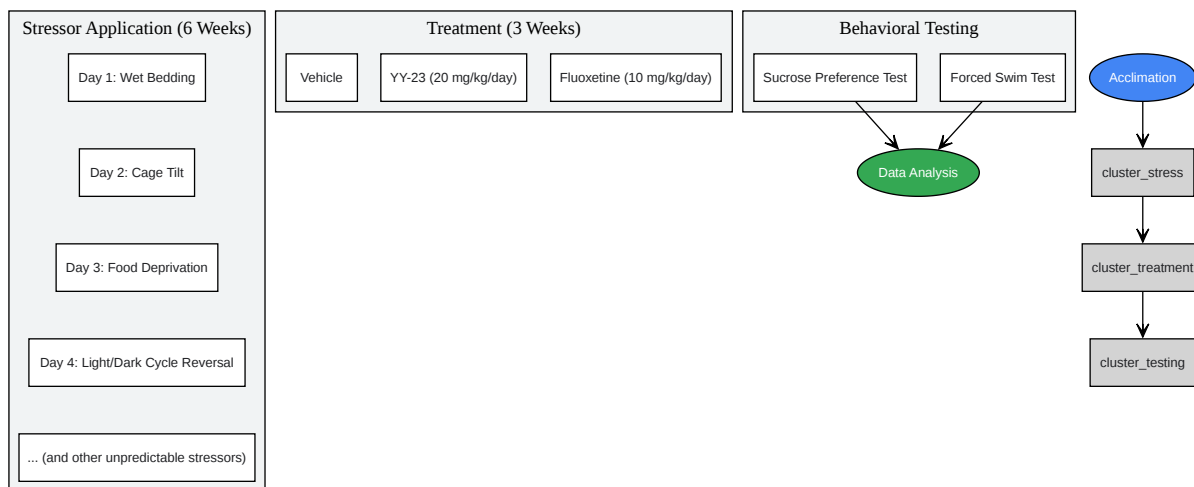 Stressor Application (6 Weeks)
Day 1: Wet Bedding
Day 2: Cage Tilt
Day 3: Food Deprivation
Day 4: Light/Dark Cycle Reversal
... (and other unpredictable stressors)
Treatment (3 Weeks)
Vehicle
YY-23 (20 mg/kg/day)
Fluoxetine (10 mg/kg/day)
Behavioral Testing
Sucrose Preference Test
Forced Swim Test
Data Analysis
Acclimation
cluster_stress
cluster_treatment
cluster_testing